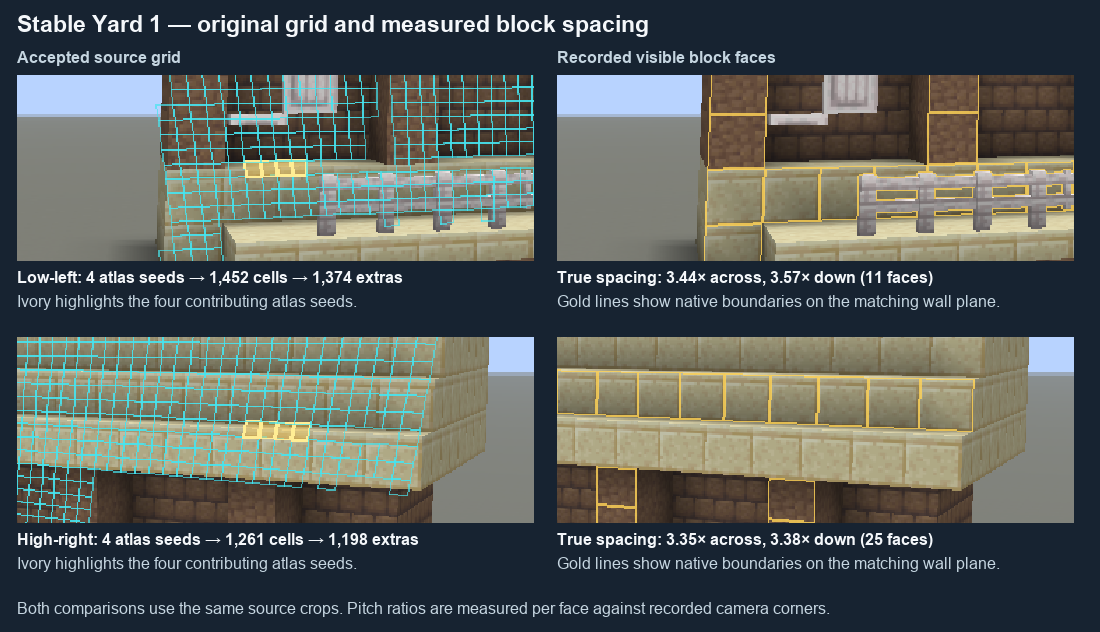 Stable Yard 1 — original grid and measured block spacing
Accepted source grid
Recorded visible block faces
Low-left: 4 atlas seeds → 1,452 cells → 1,374 extras
Ivory highlights the four contributing atlas seeds.
True spacing: 3.44× across, 3.57× down (11 faces)
Gold lines show native boundaries on the matching wall plane.
High-right: 4 atlas seeds → 1,261 cells → 1,198 extras
Ivory highlights the four contributing atlas seeds.
True spacing: 3.35× across, 3.38× down (25 faces)
Gold lines show native boundaries on the matching wall plane.
Both comparisons use the same source crops. Pitch ratios are measured per face against recorded camera corners.